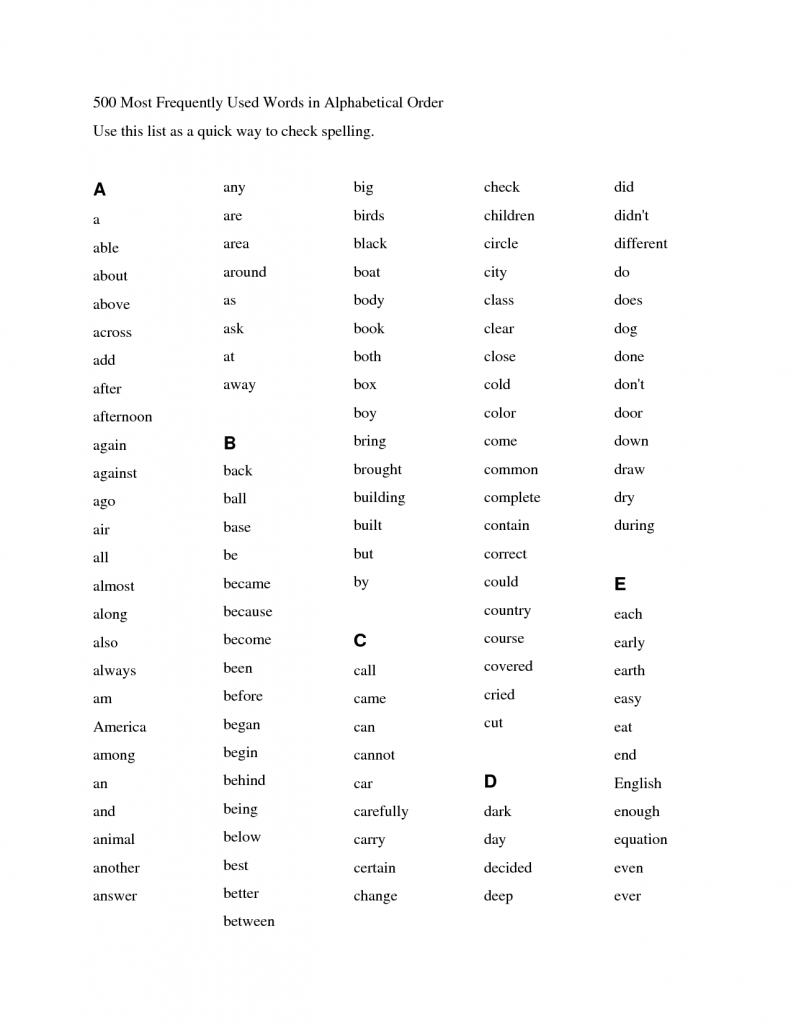 500 Most Frequently Used Words in Alphabetical Order
Use this list as a quick way to check spelling.
A
a
able
about
above
across
add
after
afternoon
again
against
ago
air
all
almost
along
also
always
am
America
among
an
and
animal
another
answer
any
are
area
around
as
ask
at
away
B
back
ball
base
be
became
because
become
been
before
began
begin
behind
being
below
best
better
between
big
birds
black
boat
body
book
both
box
boy
bring
brought
building
built
but
by
C
call
came
can
cannot
car
carefully
carry
certain
change
check
children
circle
city
class
clear
close
cold
color
come
common
complete
contain
correct
could
country
course
covered
cried
cut
D
dark
day
decided
deep
did
didn't
different
do
does
dog
done
don't
door
down
draw
dry
during
E
each
early
earth
easy
eat
end
English
enough
equation
even
ever